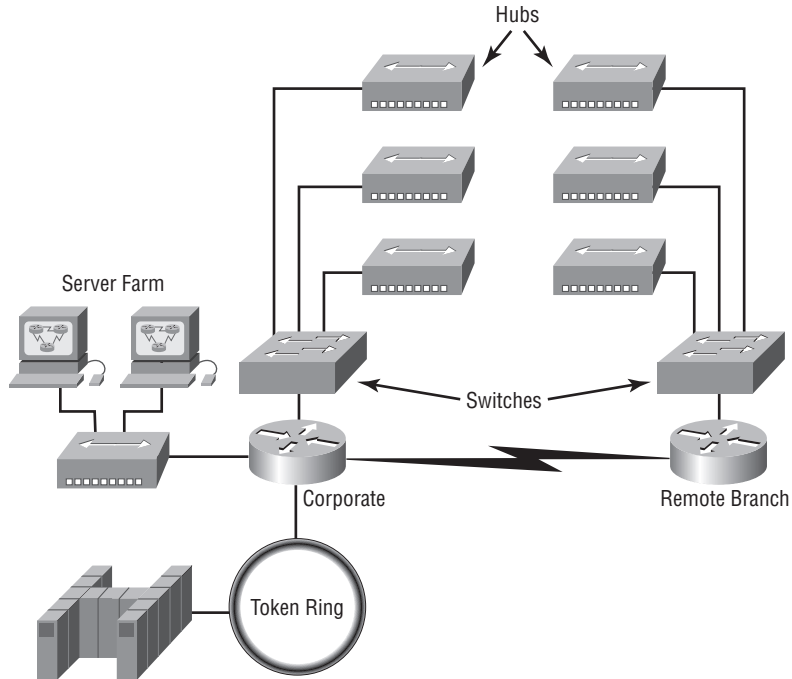 Hubs
Server Farm
Switches
Corporate
Remote Branch
Token Ring